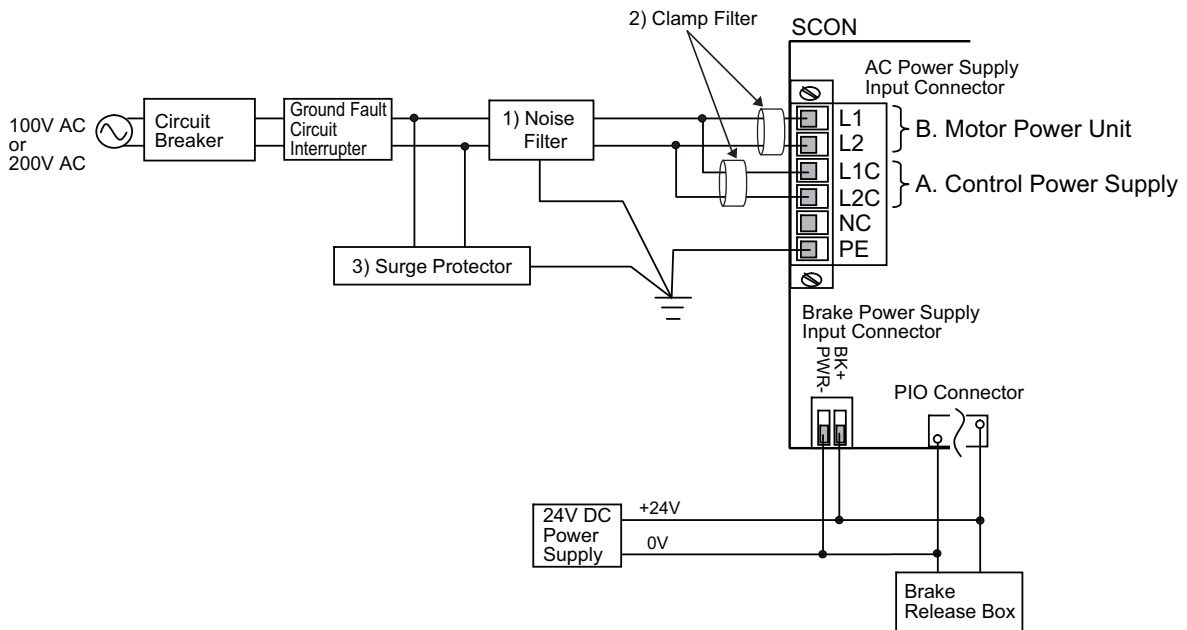 2) Clamp Filter
SCON
AC Power Supply
Input Connector
100V AC
or
200V AC
Circuit
Breaker
Ground Fault
Circuit
Interrupter
1) Noise
Filter
L1
L2
L1C
L2C
NC
PE
B. Motor Power Unit
A. Control Power Supply
3) Surge Protector
Brake Power Supply
Input Connector
BK+
PWR-
PIO Connector
24V DC
Power
Supply
+24V
0V
Brake
Release Box